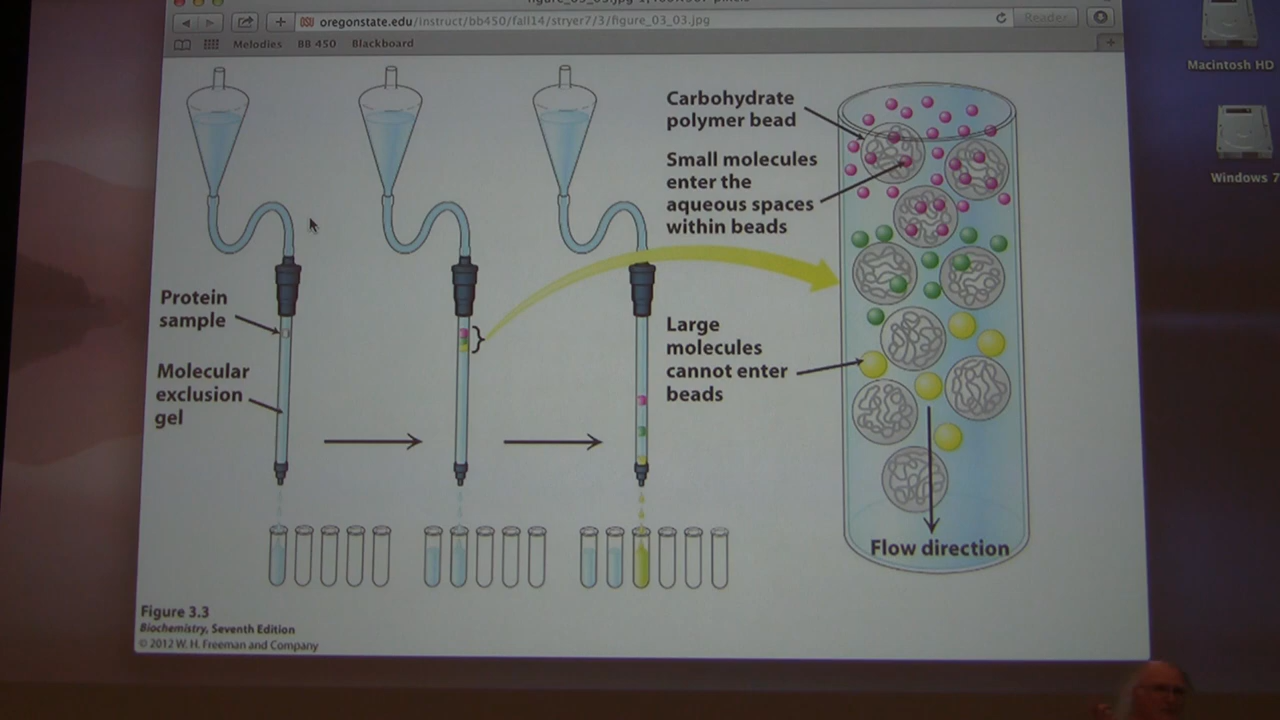 oregonstate.edu/instruct/bb450/fall14/stryer7/3/figure_03_03.jpg
Reader
Melodies BB 450 Blackboard
Macintosh HD
Windows 7
Carbohydrate
polymer bead
Small molecules
enter the
aqueous spaces
within beads
Protein
sample
Molecular
exclusion
gel
Large
molecules
cannot enter
beads
Flow direction
Figure 3.3
Biochemistry, Seventh Edition
© 2012 W. H. Freeman and Company